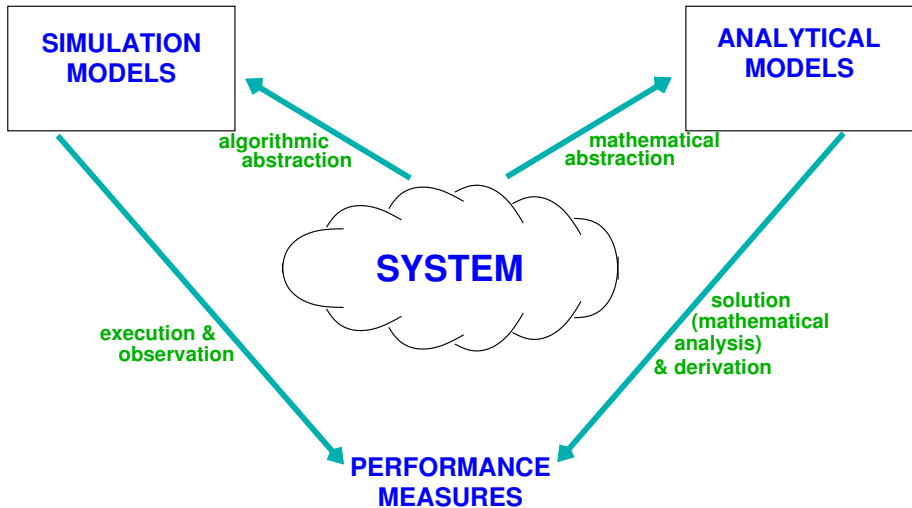 SIMULATION
MODELS
ANALYTICAL
MODELS
algorithmic
abstraction
mathematical
abstraction
SYSTEM
execution &
observation
solution
(mathematical
analysis)
& derivation
PERFORMANCE
MEASURES